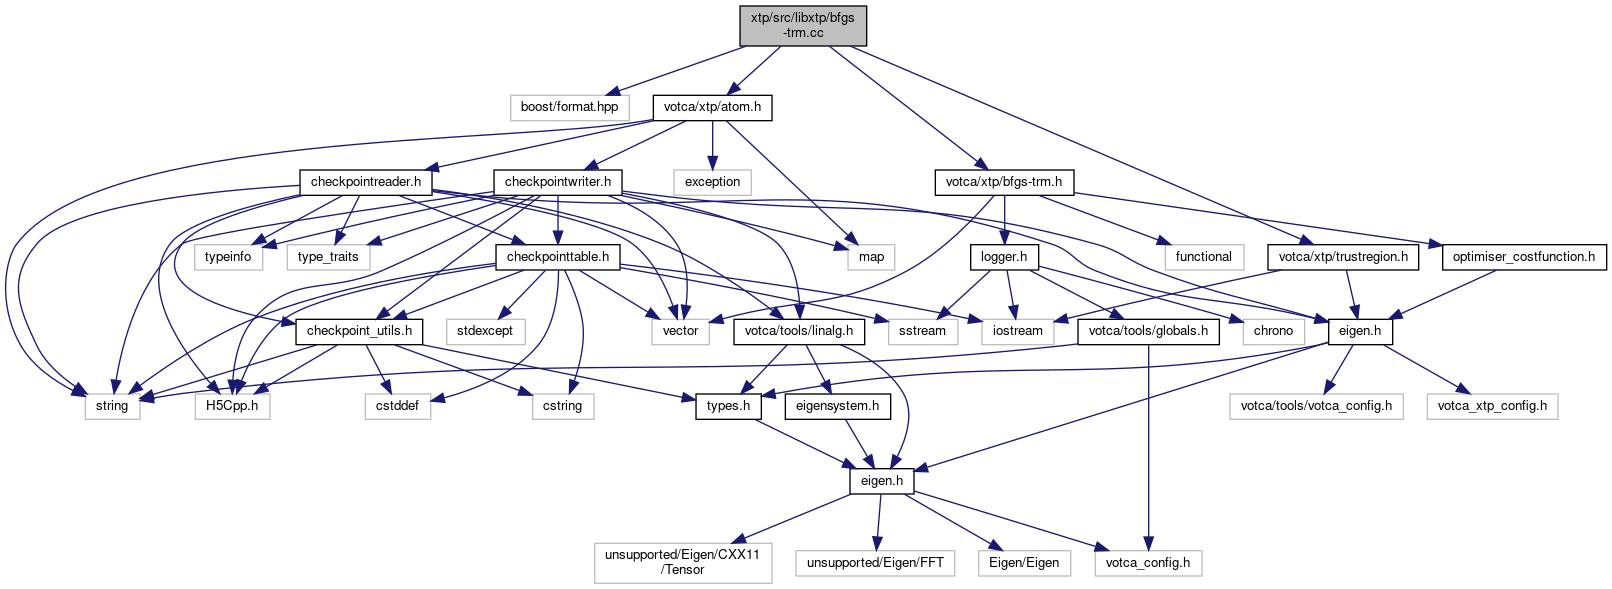 xtp/src/libxtp/bfgs
-trm.cc
boost/format.hpp
votca/xtp/atom.h
checkpointreader.h
checkpointwriter.h
exception
votca/xtp/bfgs-trm.h
typeinfo
type_traits
checkpointtable.h
map
logger.h
functional
votca/xtp/trustregion.h
optimiser_costfunction.h
checkpoint_utils.h
stdexcept
vector
votca/tools/linalg.h
sstream
iostream
votca/tools/globals.h
chrono
eigen.h
string
H5Cpp.h
cstddef
cstring
types.h
eigensystem.h
votca/tools/votca_config.h
votca_xtp_config.h
eigen.h
unsupported/Eigen/CXX11
/Tensor
unsupported/Eigen/FFT
Eigen/Eigen
votca_config.h